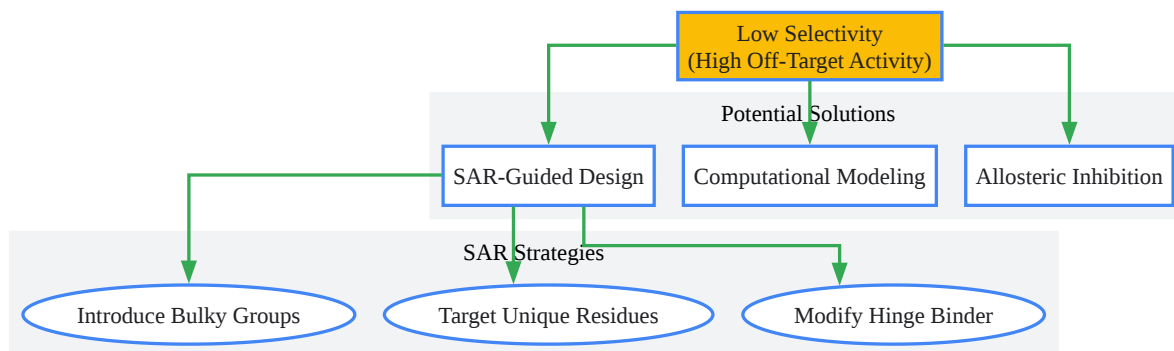 Low Selectivity
(High Off-Target Activity)
Potential Solutions
SAR-Guided Design
Computational Modeling
Allosteric Inhibition
SAR Strategies
Introduce Bulky Groups
Target Unique Residues
Modify Hinge Binder